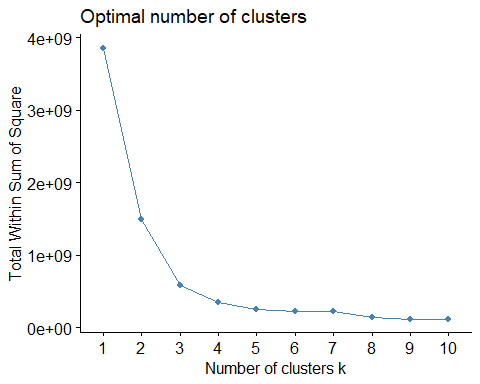 Optimal number of clusters
4e+09
3e+09
2e+09
1e+09
0e+00
Total Within Sum of Square
1 2 3 4 5 6 7 8 9 10
Number of clusters k